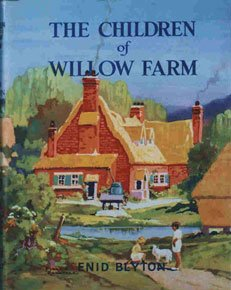 THE CHILDREN
of
WILLOW FARM
ENID BLYTON